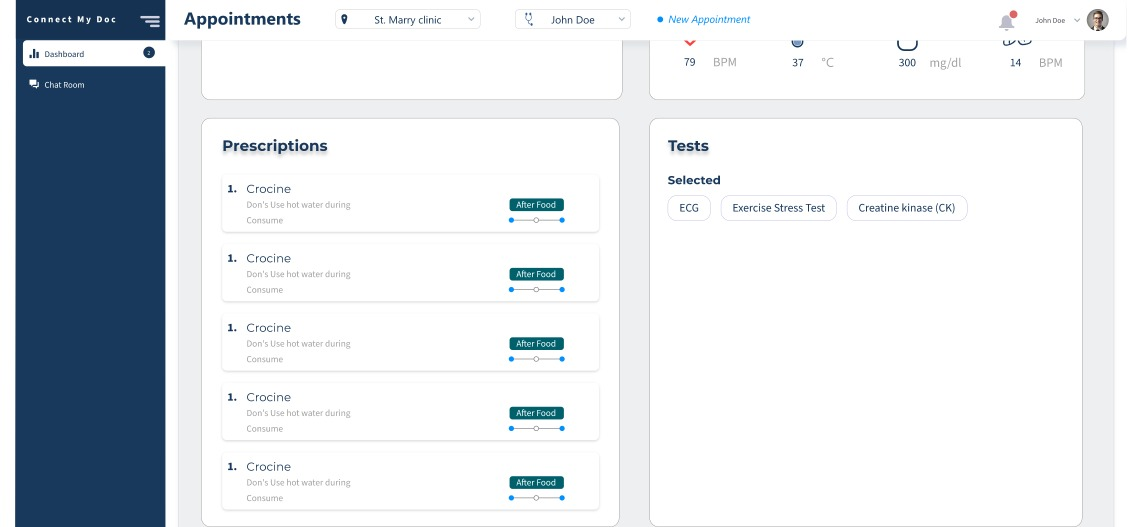 Connect My Doc
Appointments
St. Marry clinic
John Doe
New Appointment
John Doe
Dashboard
2
Chat Room
79 BPM
37 °C
300 mg/dl
14 BPM
Prescriptions
1. Crocine
Don's Use hot water during
Consume
After Food
1. Crocine
Don's Use hot water during
Consume
After Food
1. Crocine
Don's Use hot water during
Consume
After Food
1. Crocine
Don's Use hot water during
Consume
After Food
1. Crocine
Don's Use hot water during
Consume
After Food
Tests
Selected
ECG
Exercise Stress Test
Creatine kinase (CK)